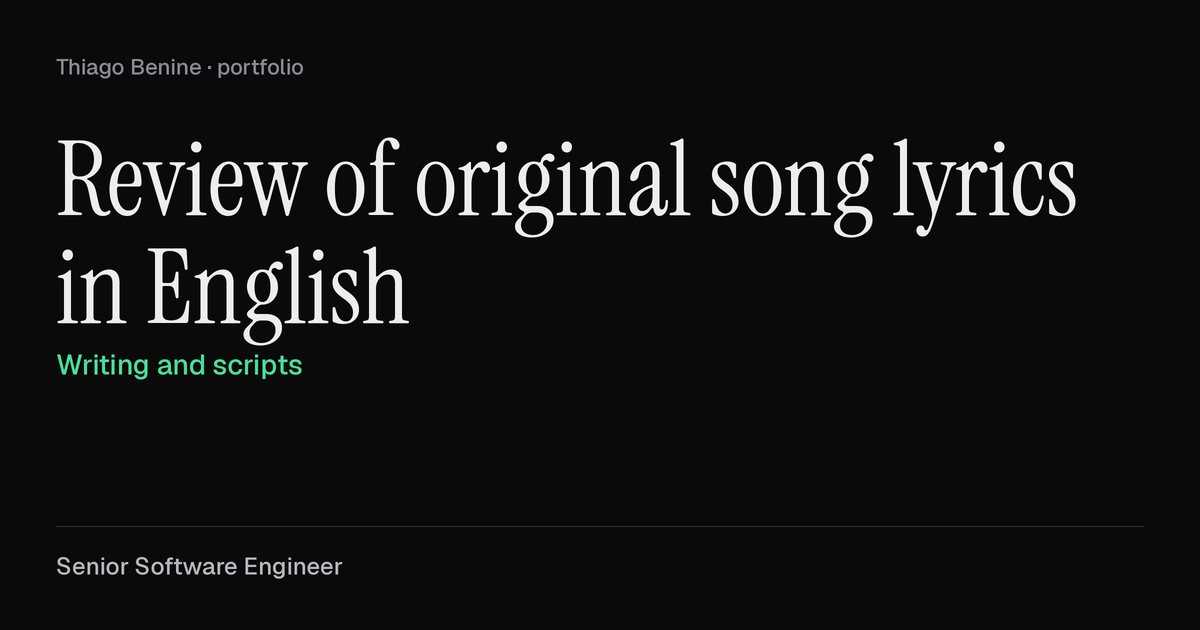 Thiago Benine · portfolio
Review of original song lyrics
in English
Writing and scripts
Senior Software Engineer